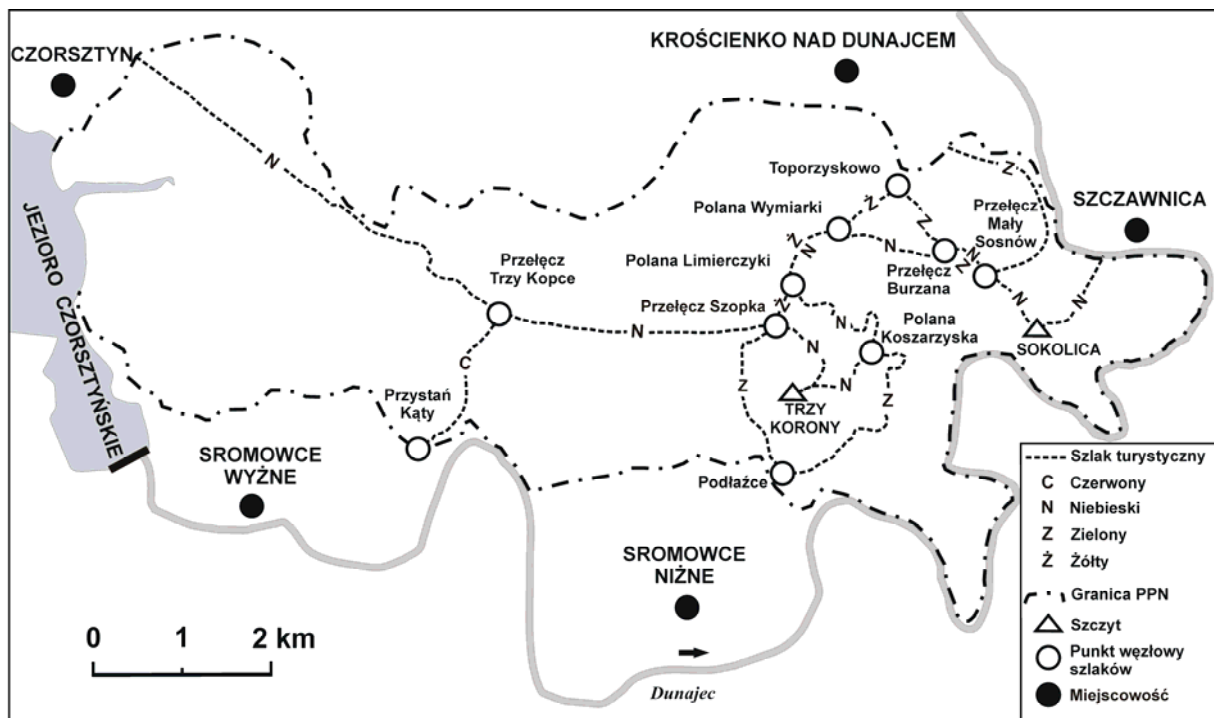 CZORSZTYN
KROŚCIENKO NAD DUNAJCEM
Toporzyskowo
Z
N
Ż
Przełęcz
Mały
Sosnów
SZCZAWNICA
Polana Wymiarki
Z
Ż
N
N
N
Przełęcz
Trzy Kopce
Polana Limierczyki
Z
Przełęcz
Burzana
JEZIORO CZORSZTYŃSKIE
Przełęcz Szopka
Ż
N
N
N
N
N
Polana
Koszarzyska
SOKOLICA
C
Z
N
Przystań
Kąty
TRZY
KORONY
Z
SROMOWCE
WYŻNE
Podłaźce
Szlak turystyczny
C Czerwony
N Niebieski
Z Zielony
Ż Żółty
Granica PPN
Szczyt
Punkt węzłowy
szlaków
Miejscowość
SROMOWCE
NIŻNE
0 1 2 km
Dunajec